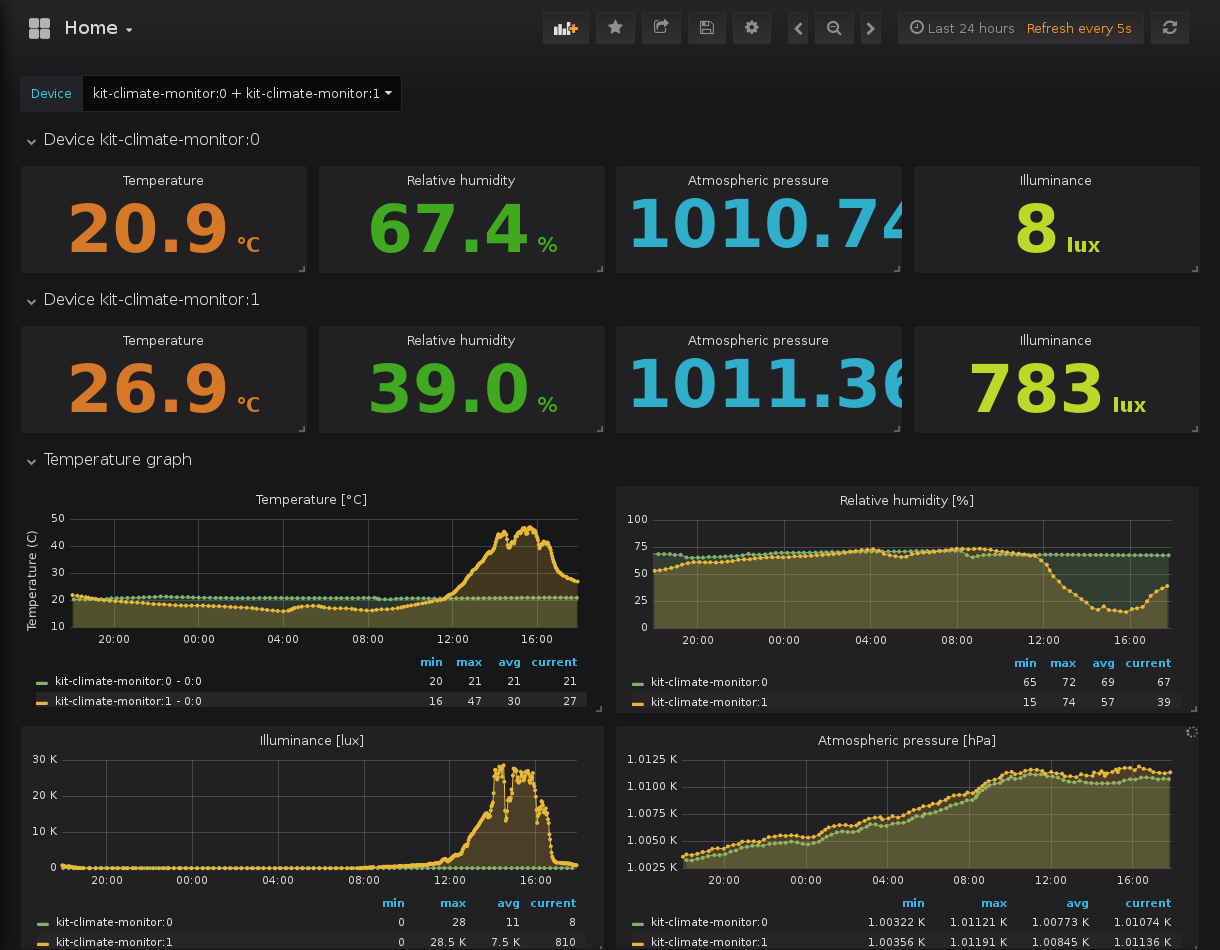 Home
Last 24 hours Refresh every 5s
Device kit-climate-monitor:0 + kit-climate-monitor:1
Device kit-climate-monitor:0
Temperature Relative humidity Atmospheric pressure Illuminance
20.9 °C 67.4 % 1010.74 8 lux
Device kit-climate-monitor:1
Temperature Relative humidity Atmospheric pressure Illuminance
26.9 °C 39.0 % 1011.36 783 lux
Temperature graph
Temperature [°C]
Temperature (C)
50
40
30
20
10
20:00 00:00 04:00 08:00 12:00 16:00
min max avg current
kit-climate-monitor:0 - 0:0 20 21 21 21
kit-climate-monitor:1 - 0:0 16 47 30 27
Relative humidity [%]
100
75
50
25
0
20:00 00:00 04:00 08:00 12:00 16:00
min max avg current
kit-climate-monitor:0 65 72 69 67
kit-climate-monitor:1 15 74 57 39
Illuminance [lux]
30 K
20 K
10 K
0
20:00 00:00 04:00 08:00 12:00 16:00
min max avg current
kit-climate-monitor:0 0 28 11 8
kit-climate-monitor:1 0 28.5 K 7.5 K 810
Atmospheric pressure [hPa]
1.0125 K
1.0100 K
1.0075 K
1.0050 K
1.0025 K
20:00 00:00 04:00 08:00 12:00 16:00
min max avg current
kit-climate-monitor:0 1.00322 K 1.01121 K 1.00773 K 1.01074 K
kit-climate-monitor:1 1.00356 K 1.01191 K 1.00845 K 1.01136 K